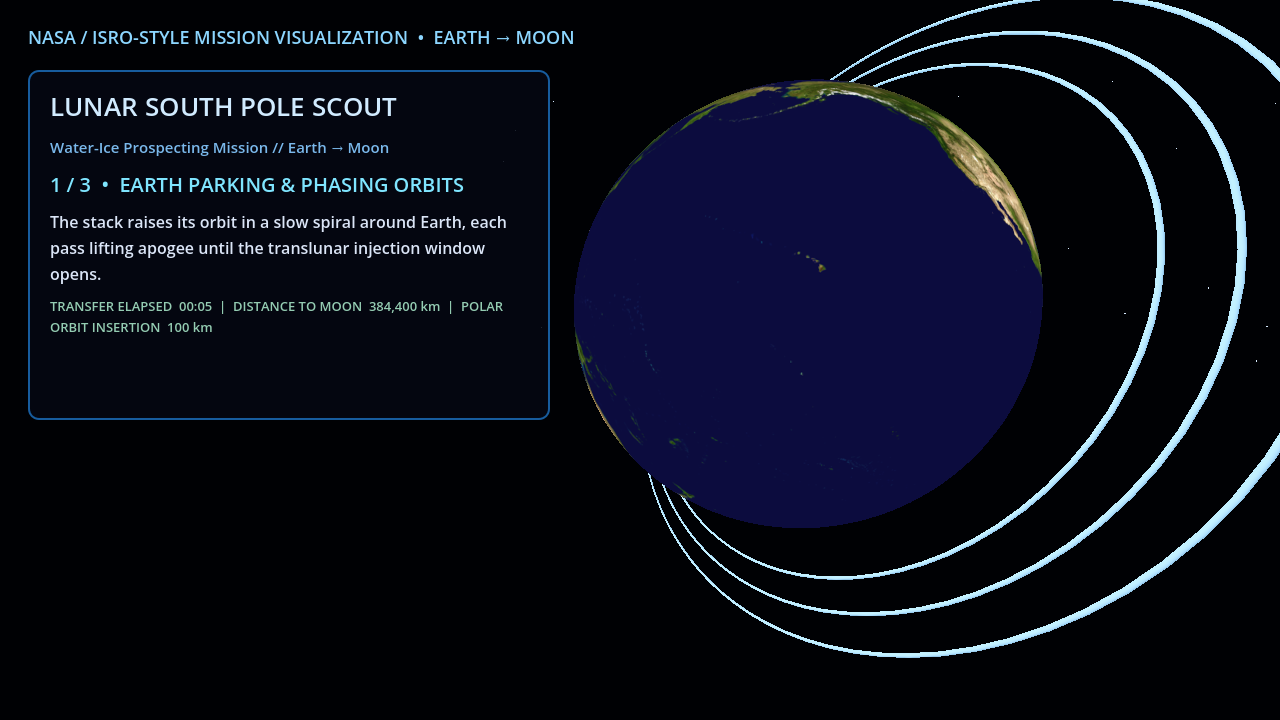 NASA / ISRO-STYLE MISSION VISUALIZATION • EARTH → MOON
LUNAR SOUTH POLE SCOUT
Water-Ice Prospecting Mission // Earth → Moon
1 / 3 • EARTH PARKING & PHASING ORBITS
The stack raises its orbit in a slow spiral around Earth, each
pass lifting apogee until the translunar injection window
opens.
TRANSFER ELAPSED 00:05 | DISTANCE TO MOON 384,400 km | POLAR
ORBIT INSERTION 100 km